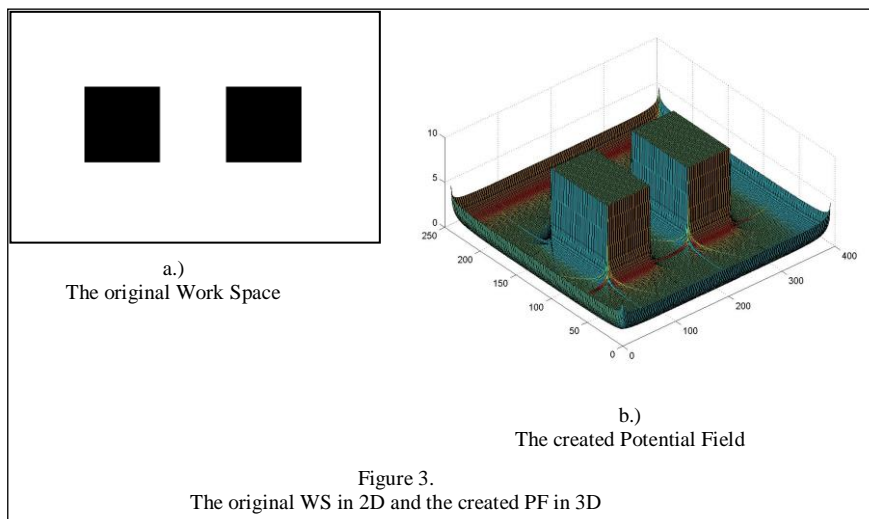 a.)
The original Work Space
10
5
0
250
200
150
100
50
0
0
100
200
300
400
b.)
The created Potential Field
Figure 3.
The original WS in 2D and the created PF in 3D